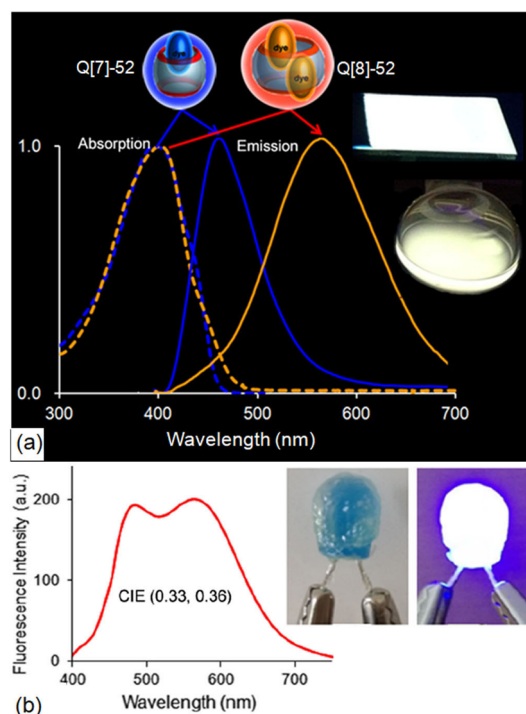 Q[7]-52
dye
dye
dye
Q[8]-52
Absorption
Emission
1.0
0.0
300 400 500 600 700
Wavelength (nm)
(a)
Fluorescence Intensity (a.u.)
200
100
0
CIE (0.33, 0.36)
400 500 600 700
Wavelength (nm)
(b)